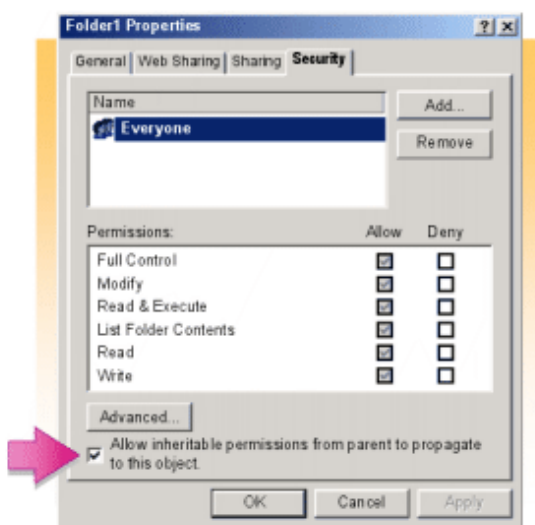 Folder1 Properties
General Web Sharing Sharing Security
Name
Add...
Everyone
Remove
Permissions: Allow Deny
Full Control
Modify
Read & Execute
List Folder Contents
Read
Write
Advanced...
Allow inheritable permissions from parent to propagate
to this object.
OK Cancel Apply